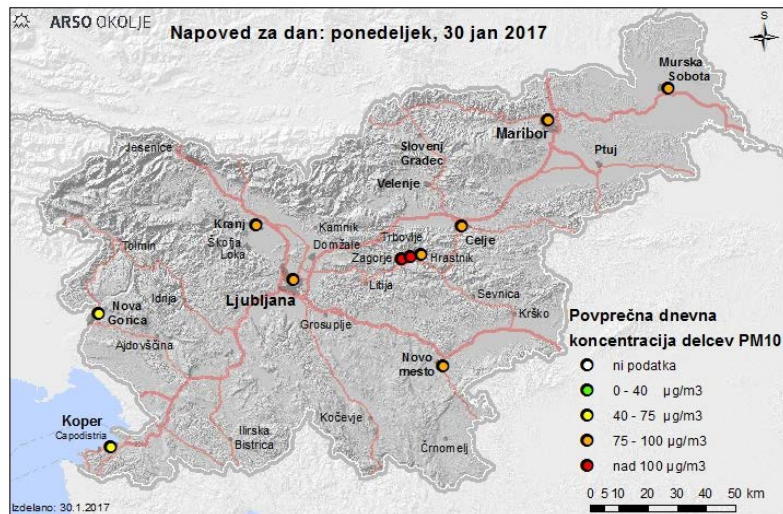 ARSO OKOLJE
Napoved za dan: ponedeljek, 30 jan 2017
S
Murska
Sobota
Maribor
Jesenice
Slovenj
Gradec
Ptuj
Velenje
Kranj
Kamnik
Škofja
Loka
Domžale
Trbovlje
Celje
Tolmin
Zagorje
Hrastnik
Idrija
Ljubljana
Litija
Sevnica
Nova
Gorica
Grosuplje
Krško
Ajdovščina
Novo
mesto
Koper
Capodistria
Ilirska
Bistrica
Kočevje
Črnomelj
Povprečna dnevna
koncentracija delcev PM10
ni podatka
0 - 40 µg/m3
40 - 75 µg/m3
75 - 100 µg/m3
nad 100 µg/m3
0 5 10 20 30 40 50 km
Izdelano: 30.1.2017